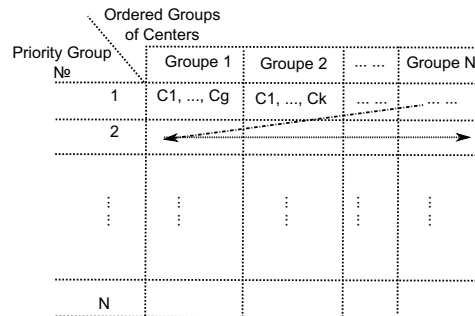 Ordered Groups
of Centers
Priority Group
№
Groupe 1 Groupe 2 ... ... Groupe N
1 C1, ..., Cg C1, ..., Ck ... ... ... ...
2
N